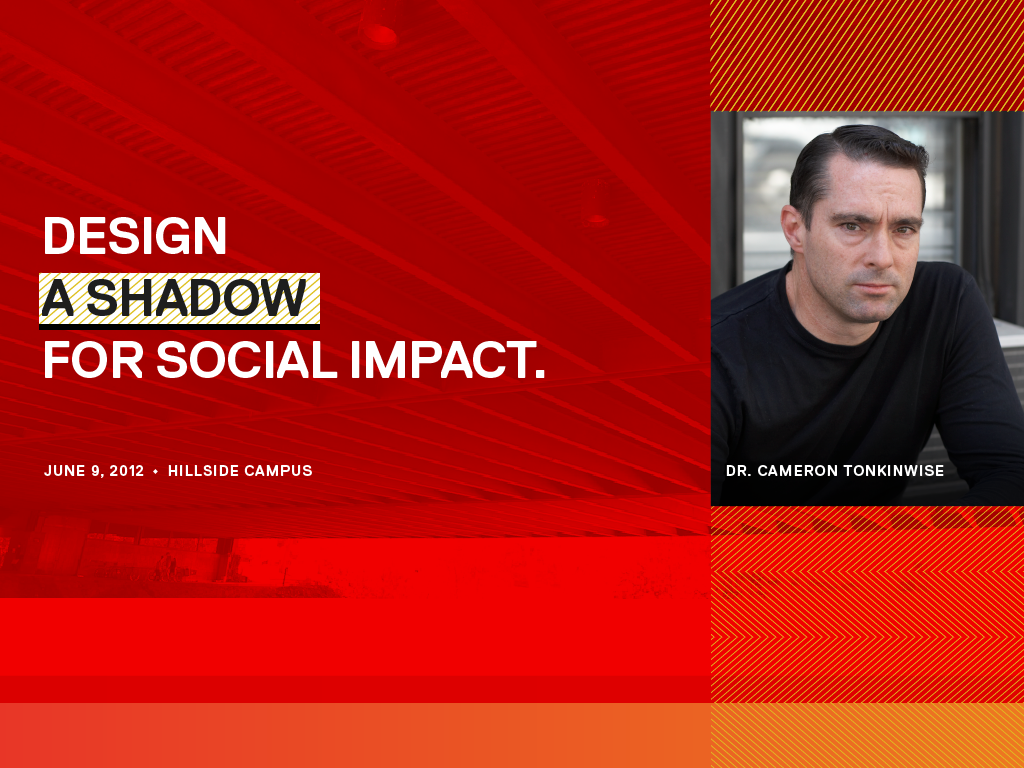 DESIGN
A SHADOW
FOR SOCIAL IMPACT.
JUNE 9, 2012 • HILLSIDE CAMPUS
DR. CAMERON TONKINWISE